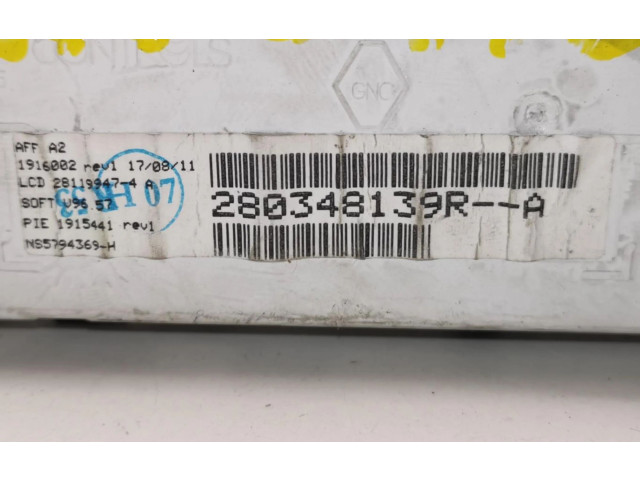 GNC
AFF A2
1916002 rev1 17/08/11
LCD 28119947-4 A
SOFT V96.57
PIE 1915441 rev1
NS5794369-H
280348139R--A